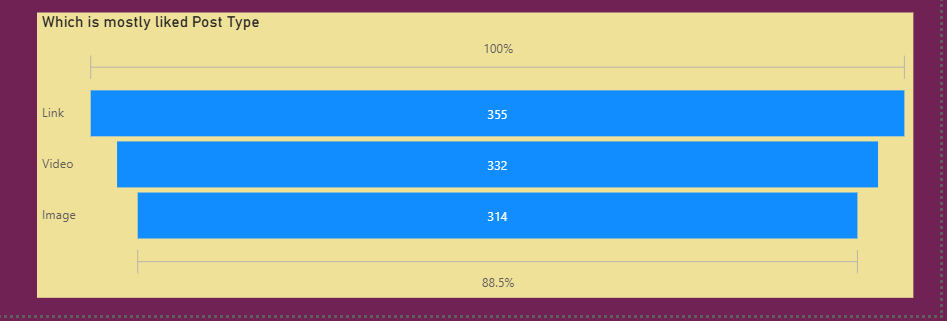 Which is mostly liked Post Type
100%
Link 355
Video 332
Image 314
88.5%